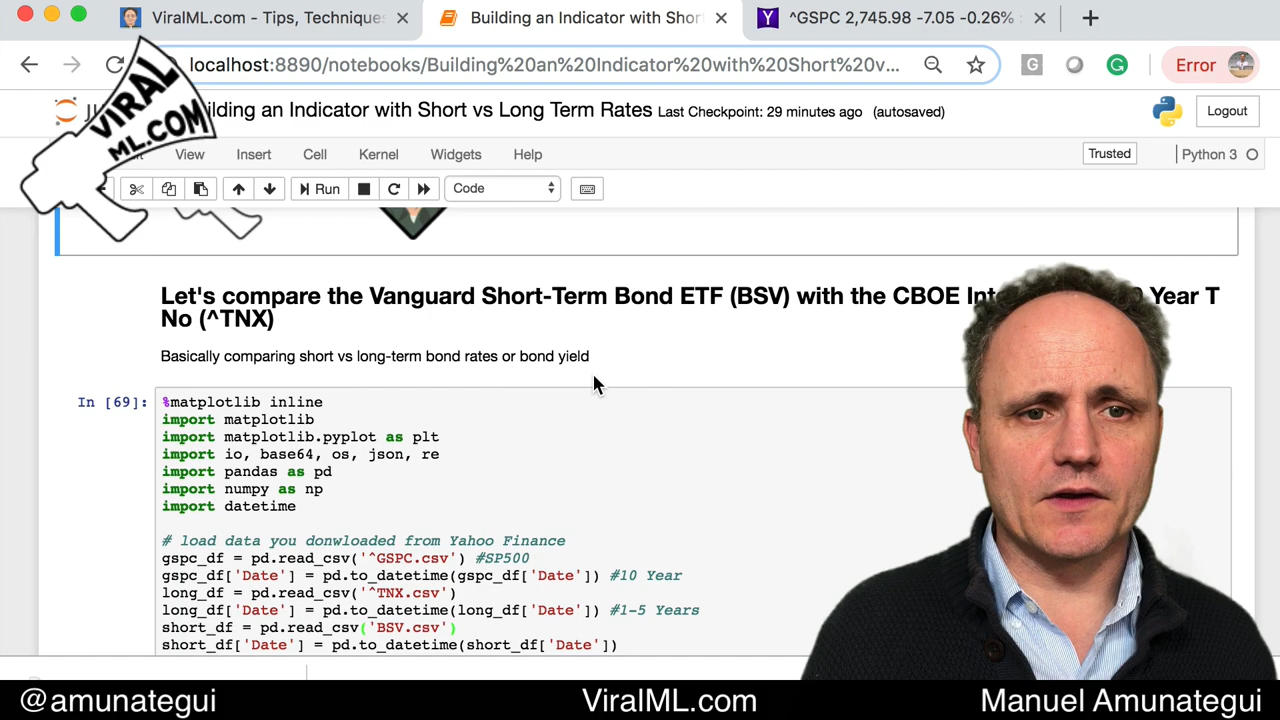 ViralML.com - Tips, Technique
Building an Indicator with Shor
^GSPC 2,745.98 -7.05 -0.26%
localhost:8890/notebooks/Building%20an%20Indicator%20with%20Short%20v...
Error
VIRAL
ML.COM
ilding an Indicator with Short vs Long Term Rates Last Checkpoint: 29 minutes ago (autosaved)
Logout
View Insert Cell Kernel Widgets Help
Trusted
Python 3
Run
Code
Let's compare the Vanguard Short-Term Bond ETF (BSV) with the CBOE Int Year T
No (^TNX)
Basically comparing short vs long-term bond rates or bond yield
In [69]:
%matplotlib inline
import matplotlib
import matplotlib.pyplot as plt
import io, base64, os, json, re
import pandas as pd
import numpy as np
import datetime
# load data you donwloaded from Yahoo Finance
gspc_df = pd.read_csv('^GSPC.csv') #SP500
gspc_df['Date'] = pd.to_datetime(gspc_df['Date']) #10 Year
long_df = pd.read_csv('^TNX.csv')
long_df['Date'] = pd.to_datetime(long_df['Date']) #1-5 Years
short_df = pd.read_csv('BSV.csv')
short_df['Date'] = pd.to_datetime(short_df['Date'])
@amunategui
ViralML.com
Manuel Amunategui